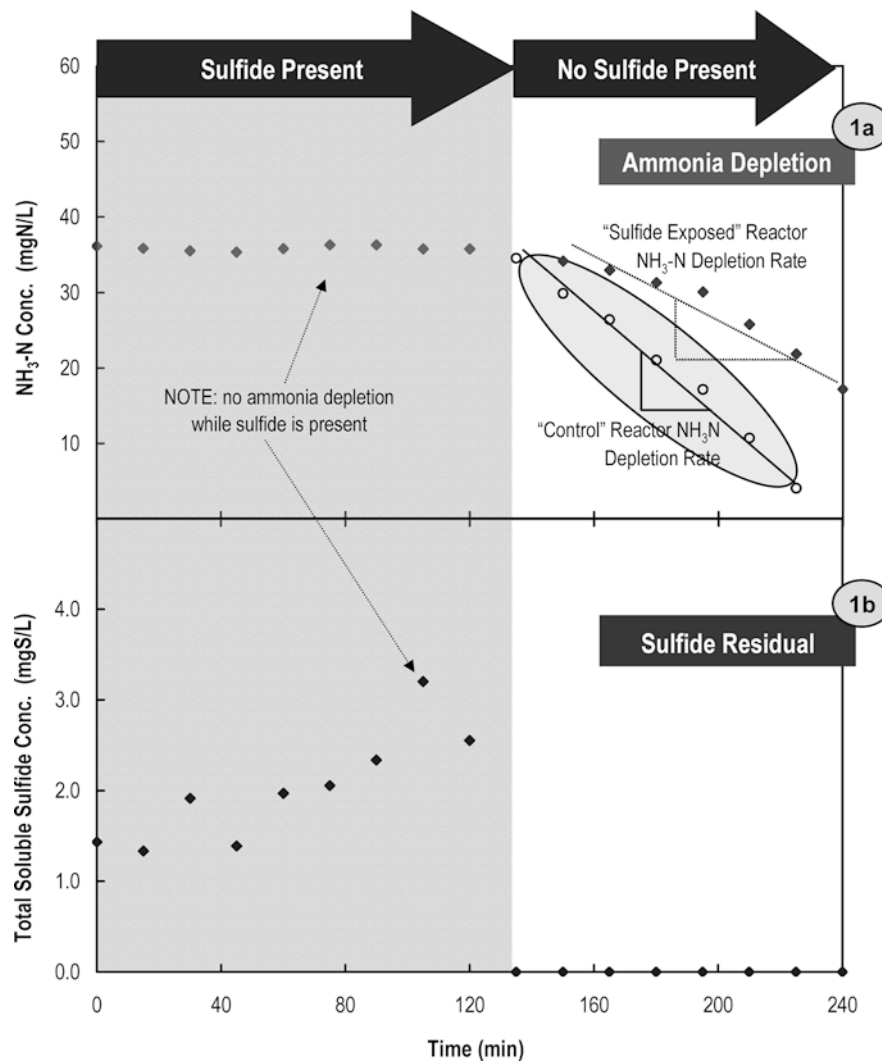 Sulfide Present
No Sulfide Present
60
50
40
30
20
10
NH3-N Conc. (mgN/L)
1a
Ammonia Depletion
“Sulfide Exposed” Reactor
NH3-N Depletion Rate
NOTE: no ammonia depletion
while sulfide is present
“Control” Reactor NH3N
Depletion Rate
1b
Sulfide Residual
4.0
3.0
2.0
1.0
0.0
Total Soluble Sulfide Conc. (mgS/L)
0
40
80
120
160
200
240
Time (min)